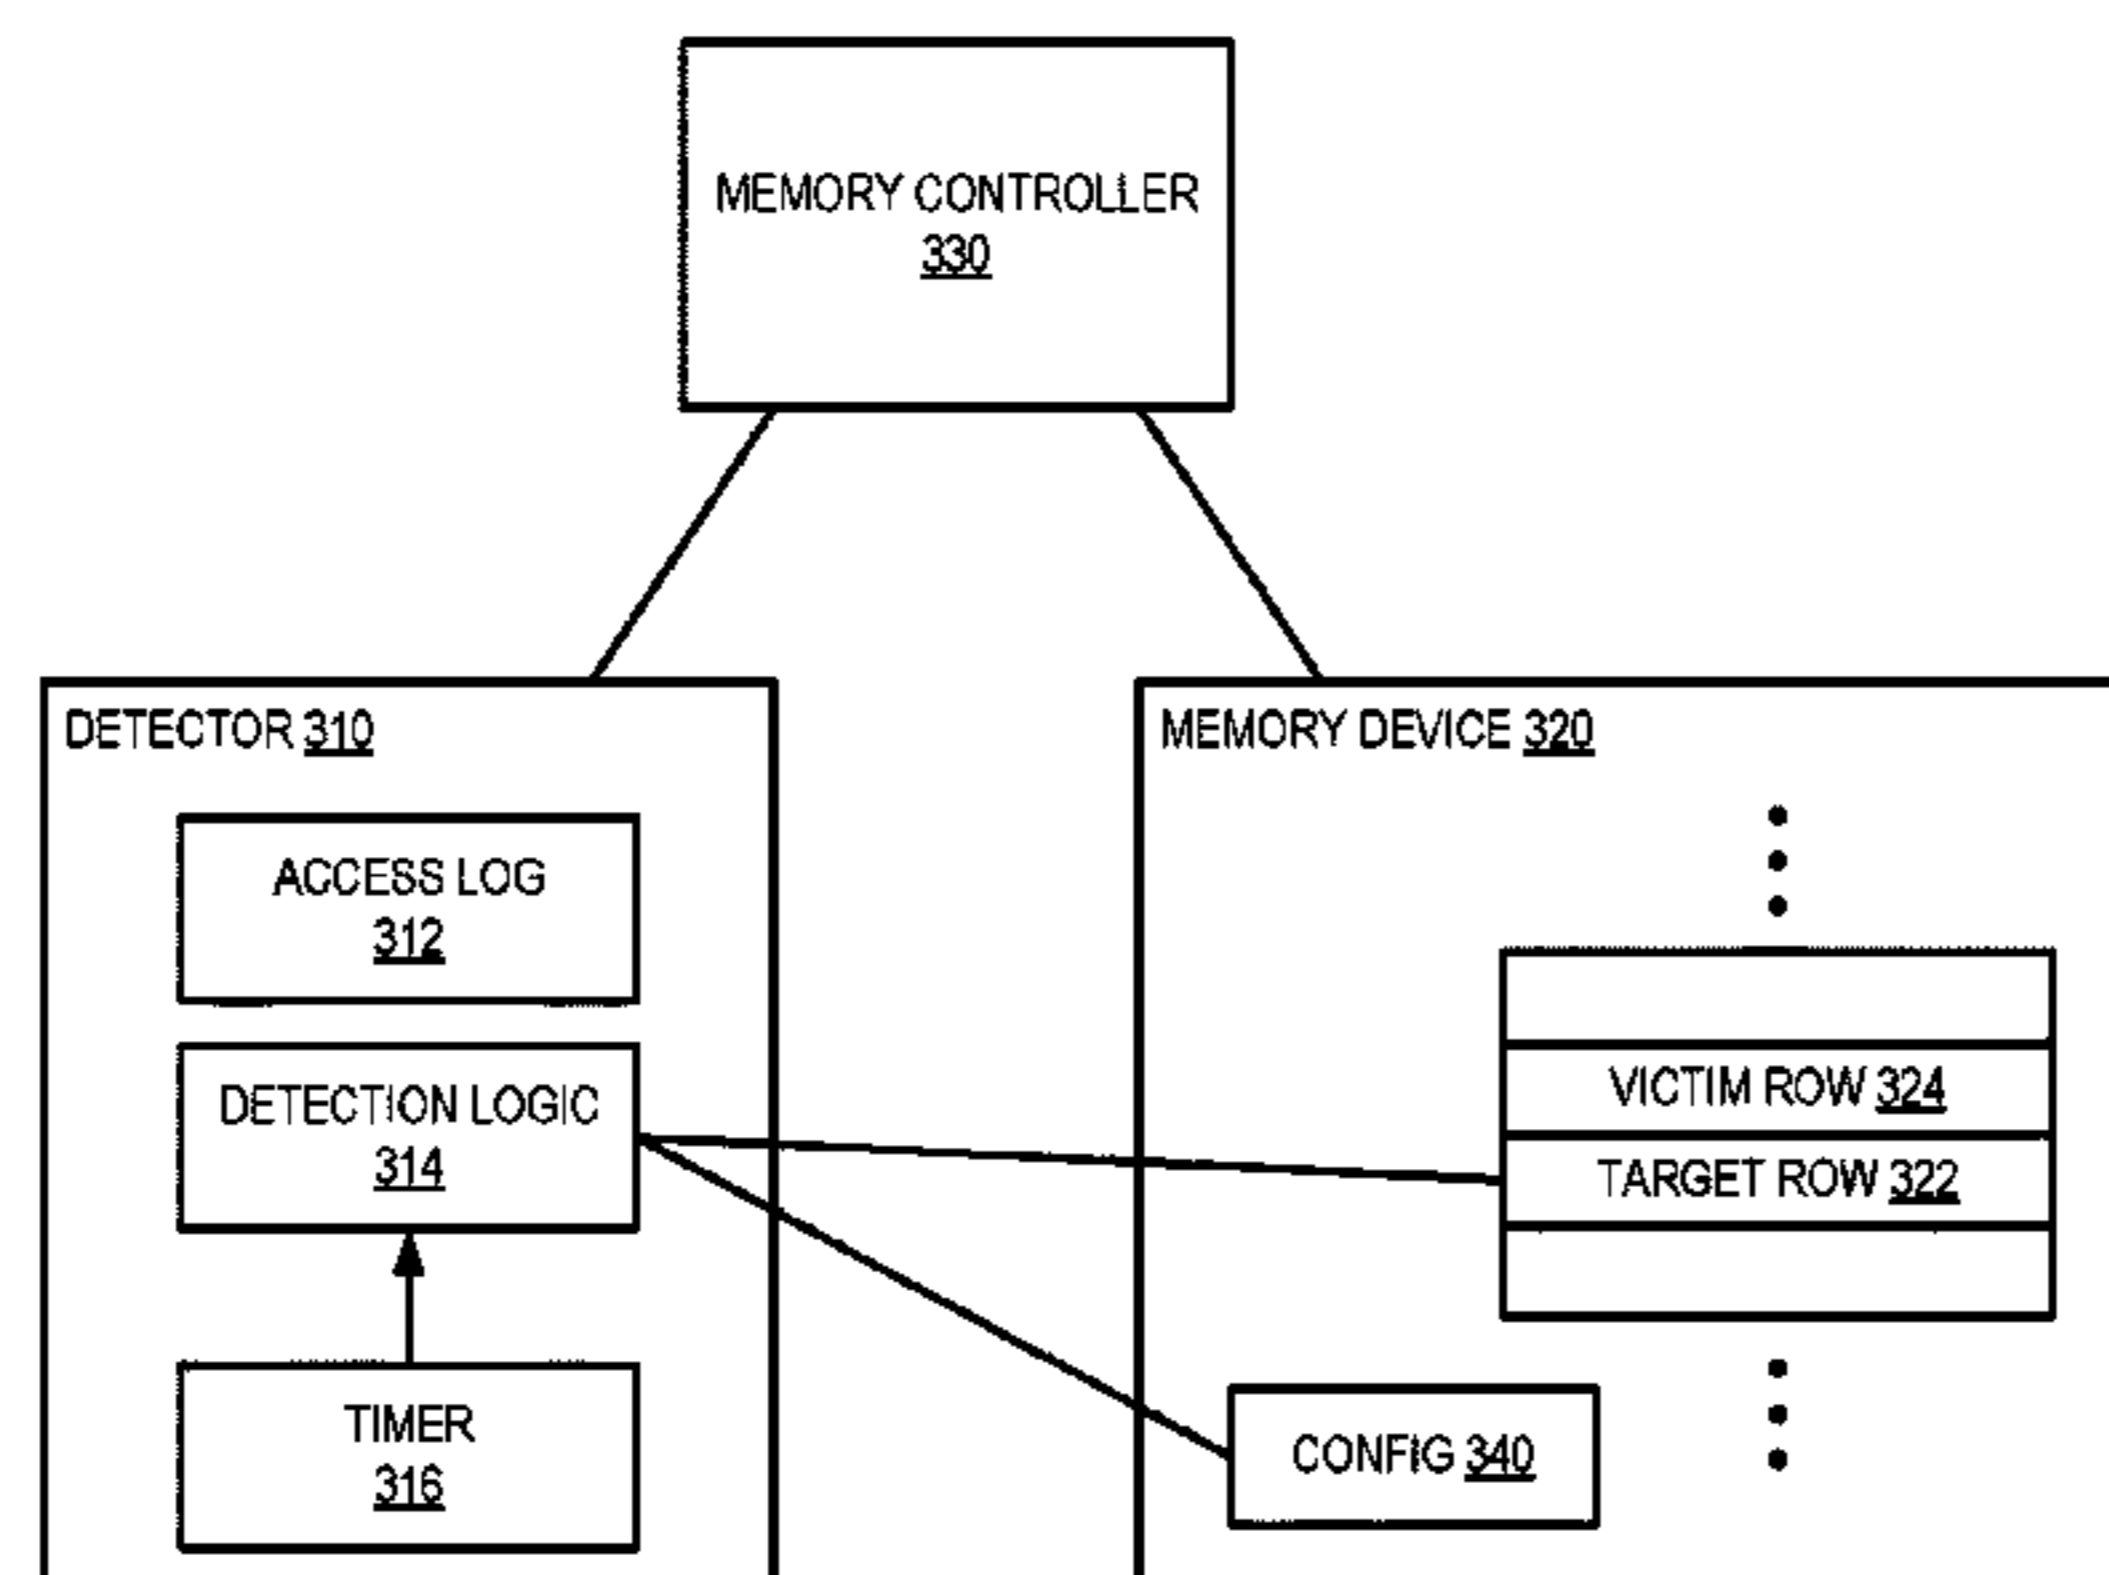 MEMORY CONTROLLER
330
DETECTOR 310
MEMORY DEVICE 320
ACCESS LOG
312
DETECTION LOGIC
314
TIMER
316
VICTIM ROW 324
TARGET ROW 322
CONFIG 340